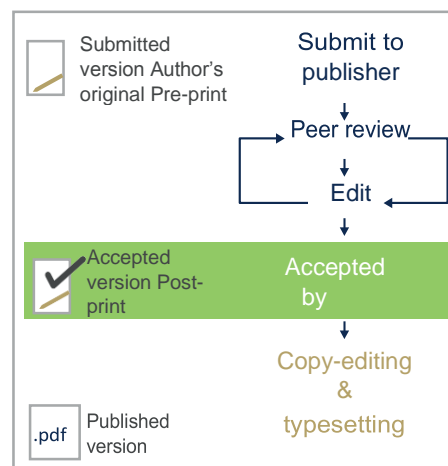 Submitted
version Author's
original Pre-print
Submit to
publisher
Peer review
Edit
Accepted
version Post-
print
Accepted
by
Copy-editing
&
typesetting
.pdf
Published
version